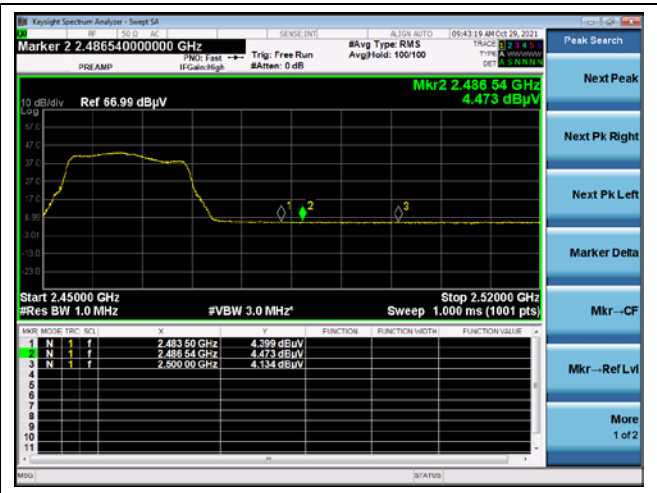 Keysight Spectrum Analyzer - Swept SA
RF 50 Ω AC SENSE:INT ALIGN AUTO 09:43:19 AM Oct 29, 2021
Marker 2 2.486540000000 GHz
PREAMP
PNO: Fast
IFGain:High
Trig: Free Run
#Atten: 0 dB
#Avg Type: RMS
Avg|Hold: 100/100
TRACE 1 2 3 4 5 6
TYPE A WWWWW
DET A S N N N N
Peak Search
Mkr2 2.486 54 GHz
4.473 dBµV
10 dB/div Ref 66.99 dBµV
Log
57.0
47.0
37.0
27.0
17.0
6.99
-3.01
-13.0
-23.0
1
2
3
Start 2.45000 GHz Stop 2.52000 GHz
#Res BW 1.0 MHz #VBW 3.0 MHz* Sweep 1.000 ms (1001 pts)
MKR MODE TRC SCL X Y FUNCTION FUNCTION WIDTH FUNCTION VALUE
1 N 1 f 2.483 50 GHz 4.399 dBµV
2 N 1 f 2.486 54 GHz 4.473 dBµV
3 N 1 f 2.500 00 GHz 4.134 dBµV
4
5
6
7
8
9
10
11
MSG STATUS
Next Peak
Next Pk Right
Next Pk Left
Marker Delta
Mkr→CF
Mkr→Ref Lvl
More
1 of 2